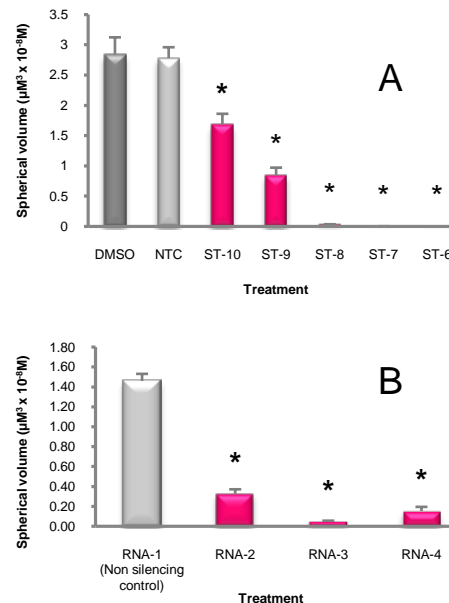 Spherical volume (µM³ x 10⁻⁸M)
3.5
3
2.5
2
1.5
1
0.5
0
A
*
*
*
*
*
DMSO NTC ST-10 ST-9 ST-8 ST-7 ST-6
Treatment
Spherical volume (µM³ x 10⁻⁸M)
1.80
1.60
1.40
1.20
1.00
0.80
0.60
0.40
0.20
0.00
B
*
*
*
RNA-1 RNA-2 RNA-3 RNA-4
(Non silencing
control)
Treatment